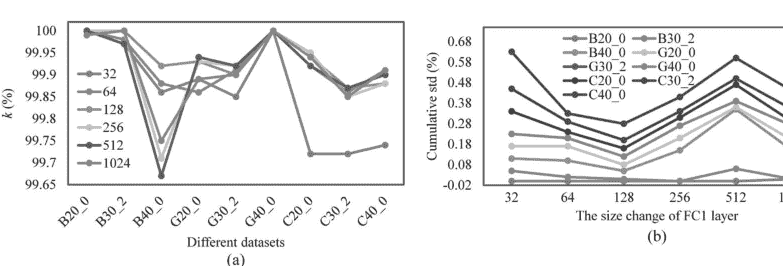 100
99.95
99.9
99.85
99.8
99.75
99.7
99.65
k (%)
32
64
128
256
512
1024
B20_0 B30_2 B40_0 G20_0 G30_2 G40_0 C20_0 C30_2 C40_0
Different datasets
(a)
0.68
0.58
0.48
0.38
0.28
0.18
0.08
-0.02
Cumulative std (%)
B20_0 B30_2
B40_0 G20_0
G30_2 G40_0
C20_0 C30_2
C40_0
32 64 128 256 512
The size change of FC1 layer
(b)